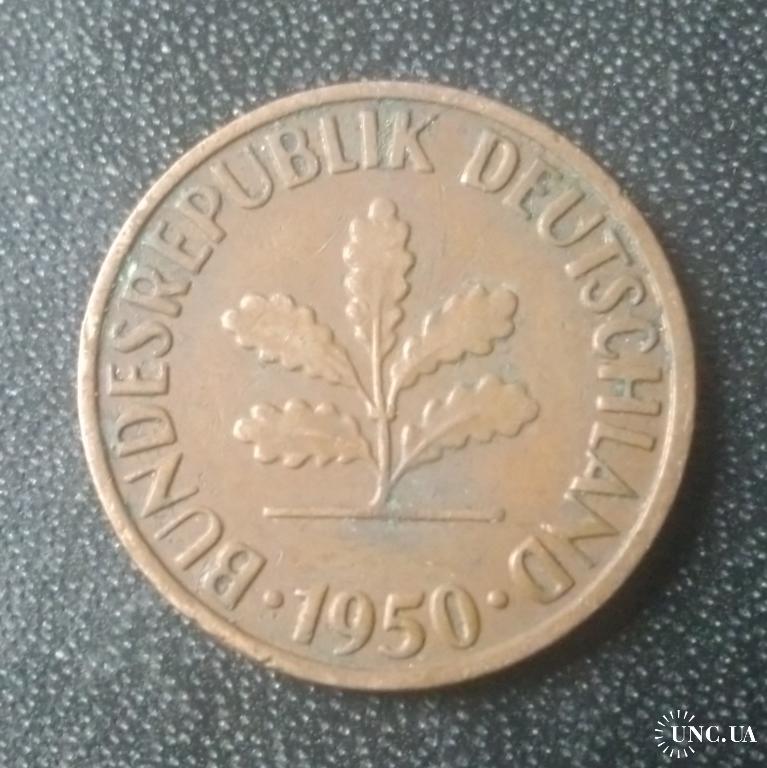 BUNDESREPUBLIK DEUTSCHLAND
· 1950 ·
UNC.UA